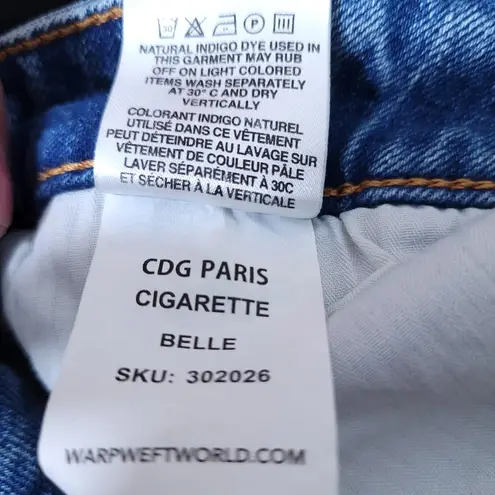 30
P
NATURAL INDIGO DYE USED IN
THIS GARMENT MAY RUB
OFF ON LIGHT COLORED
ITEMS WASH SEPARATELY
AT 30° C AND DRY
VERTICALLY
COLORANT INDIGO NATUREL
UTILISÉ DANS CE VÊTEMENT
PEUT DÉTEINDRE AU LAVAGE SUR
VÊTEMENT DE COULEUR PÂLE
LAVER SÉPARÉMENT À 30C
ET SÉCHER À LA VERTICALE
CDG PARIS
CIGARETTE
BELLE
SKU: 302026
WARPWEFTWORLD.COM